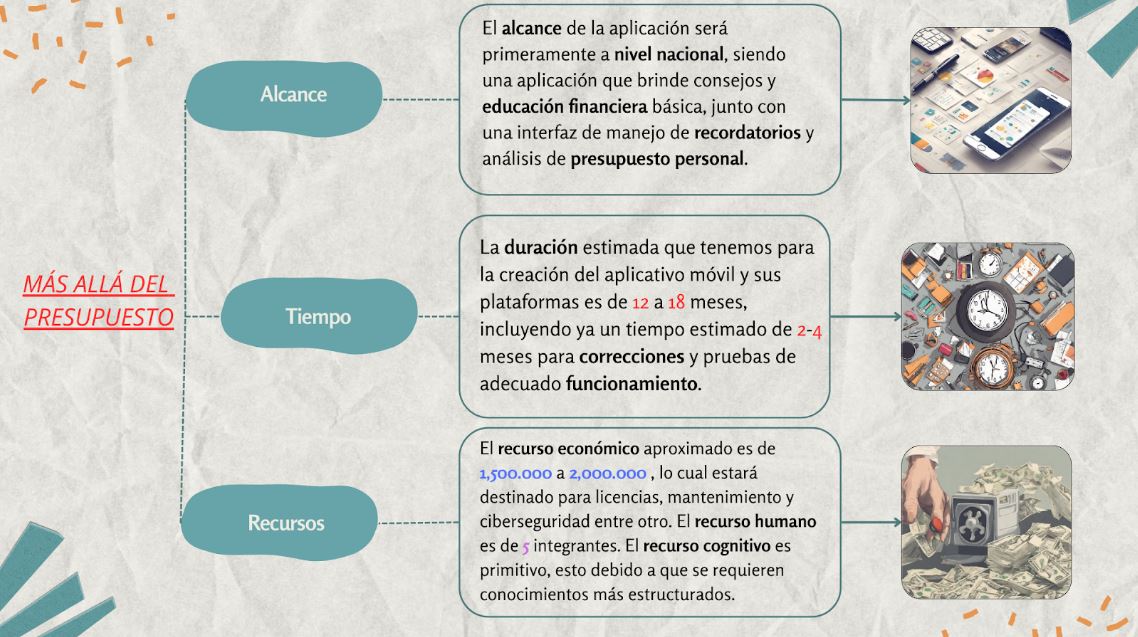 MÁS ALLÁ DEL
PRESUPUESTO
Alcance
El alcance de la aplicación será
primeramente a nivel nacional, siendo
una aplicación que brinde consejos y
educación financiera básica, junto con
una interfaz de manejo de recordatorios y
análisis de presupuesto personal.
Tiempo
La duración estimada que tenemos para
la creación del aplicativo móvil y sus
plataformas es de 12 a 18 meses,
incluyendo ya un tiempo estimado de 2-4
meses para correcciones y pruebas de
adecuado funcionamiento.
Recursos
El recurso económico aproximado es de
1,500.000 a 2,000.000 , lo cual estará
destinado para licencias, mantenimiento y
ciberseguridad entre otro. El recurso humano
es de 5 integrantes. El recurso cognitivo es
primitivo, esto debido a que se requieren
conocimientos más estructurados.